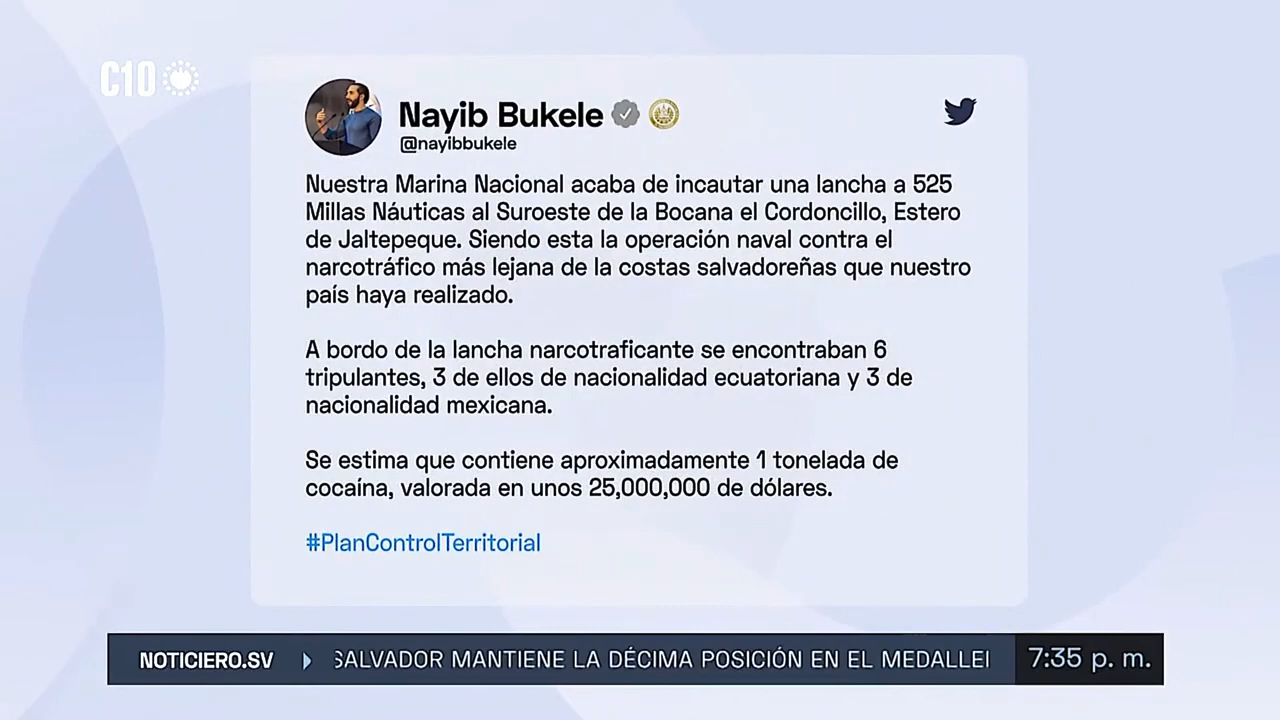 C10
Nayib Bukele
@nayibbukele
Nuestra Marina Nacional acaba de incautar una lancha a 525
Millas Náuticas al Suroeste de la Bocana el Cordoncillo, Estero
de Jaltepeque. Siendo esta la operación naval contra el
narcotráfico más lejana de la costas salvadoreñas que nuestro
país haya realizado.
A bordo de la lancha narcotraficante se encontraban 6
tripulantes, 3 de ellos de nacionalidad ecuatoriana y 3 de
nacionalidad mexicana.
Se estima que contiene aproximadamente 1 tonelada de
cocaína, valorada en unos 25,000,000 de dólares.
#PlanControlTerritorial
NOTICIERO.SV SALVADOR MANTIENE LA DÉCIMA POSICIÓN EN EL MEDALLE 7:35 p. m.